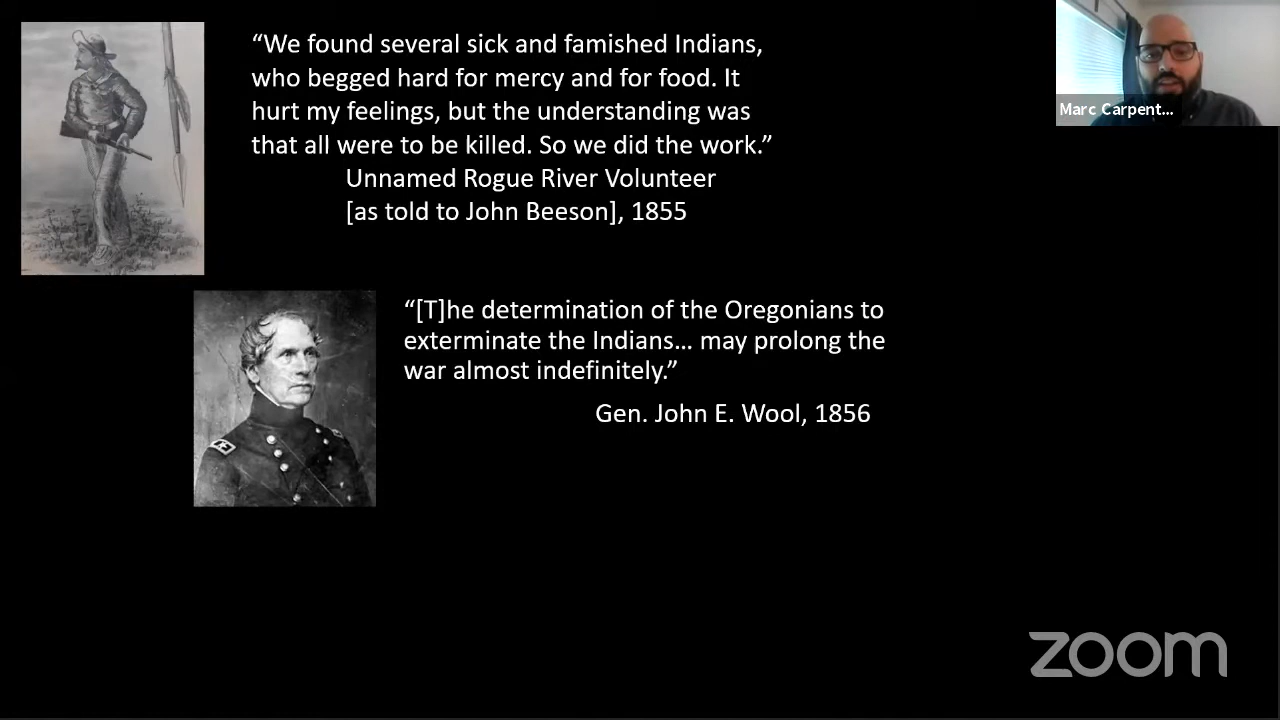 “We found several sick and famished Indians,
who begged hard for mercy and for food. It
hurt my feelings, but the understanding was
that all were to be killed. So we did the work.”
Unnamed Rogue River Volunteer
[as told to John Beeson], 1855
Marc Carpent...
“[T]he determination of the Oregonians to
exterminate the Indians… may prolong the
war almost indefinitely.”
Gen. John E. Wool, 1856
zoom